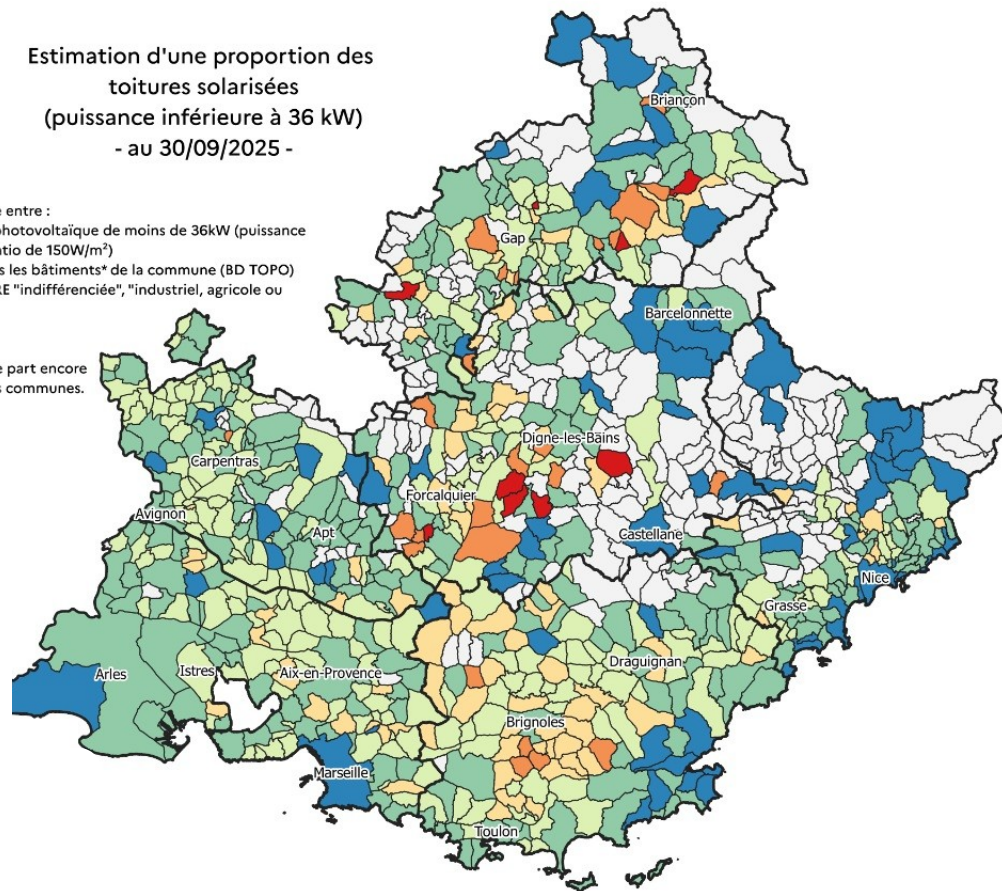 Estimation d'une proportion des
toitures solarisées
(puissance inférieure à 36 kW)
- au 30/09/2025 -
e entre :
photovoltaïque de moins de 36kW (puissance
atio de 150W/m²)
s les bâtiments* de la commune (BD TOPO)
RE "indifférenciée", "industriel, agricole ou
e part encore
s communes.
Briançon
Gap
Barcelonnette
Digne-les-Bains
Carpentras
Forcalquier
Avignon
Apt
Castellane
Nice
Grasse
Arles
Istres
Aix-en-Provence
Draguignan
Brignoles
Marseille
Toulon